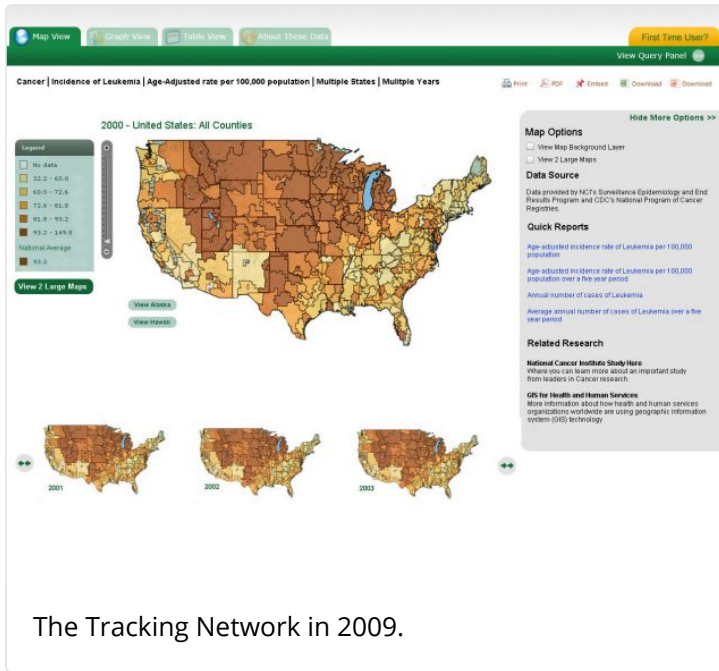 Map View Graph View Table View About These Data First Time User?
View Query Panel
Cancer | Incidence of Leukemia | Age-Adjusted rate per 100,000 population | Multiple States | Mulitple Years Print PDF Embed Download Download
Hide More Options >>
2000 - United States: All Counties
Legend
No data
32.2 - 60.0
60.0 - 72.6
72.6 - 81.8
81.8 - 93.2
93.2 - 149.8
National Average
93.2
View 2 Large Maps
View Alaska
View Hawaii
Map Options
View Map Background Layer
View 2 Large Maps
Data Source
Data provided by NCI's Surveillance Epidemiology and End
Results Program and CDC's National Program of Cancer
Registries.
Quick Reports
Age-adjusted incidence rate of Leukemia per 100,000
population
Age-adjusted incidence rate of Leukemia per 100,000
population over a five year period
Annual number of cases of Leukemia
Average annual number of cases of Leukemia over a five
year period
Related Research
National Cancer Institute Study Here
Where you can learn more about an important study
from leaders in Cancer research.
GIS for Health and Human Services
More information about how health and human services
organizations worldwide are using geographic information
system (GIS) technology
2001
2002
2003
The Tracking Network in 2009.